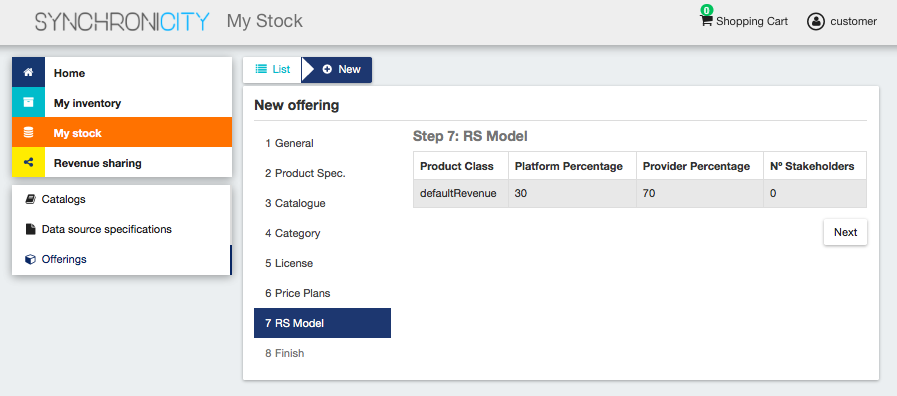 SYNCHRONICITY My Stock
0
Shopping Cart
customer
Home
My inventory
My stock
Revenue sharing
Catalogs
Data source specifications
Offerings
List
New
New offering
1 General
2 Product Spec.
3 Catalogue
4 Category
5 License
6 Price Plans
7 RS Model
8 Finish
Step 7: RS Model
Product Class Platform Percentage Provider Percentage Nº Stakeholders
defaultRevenue 30 70 0
Next